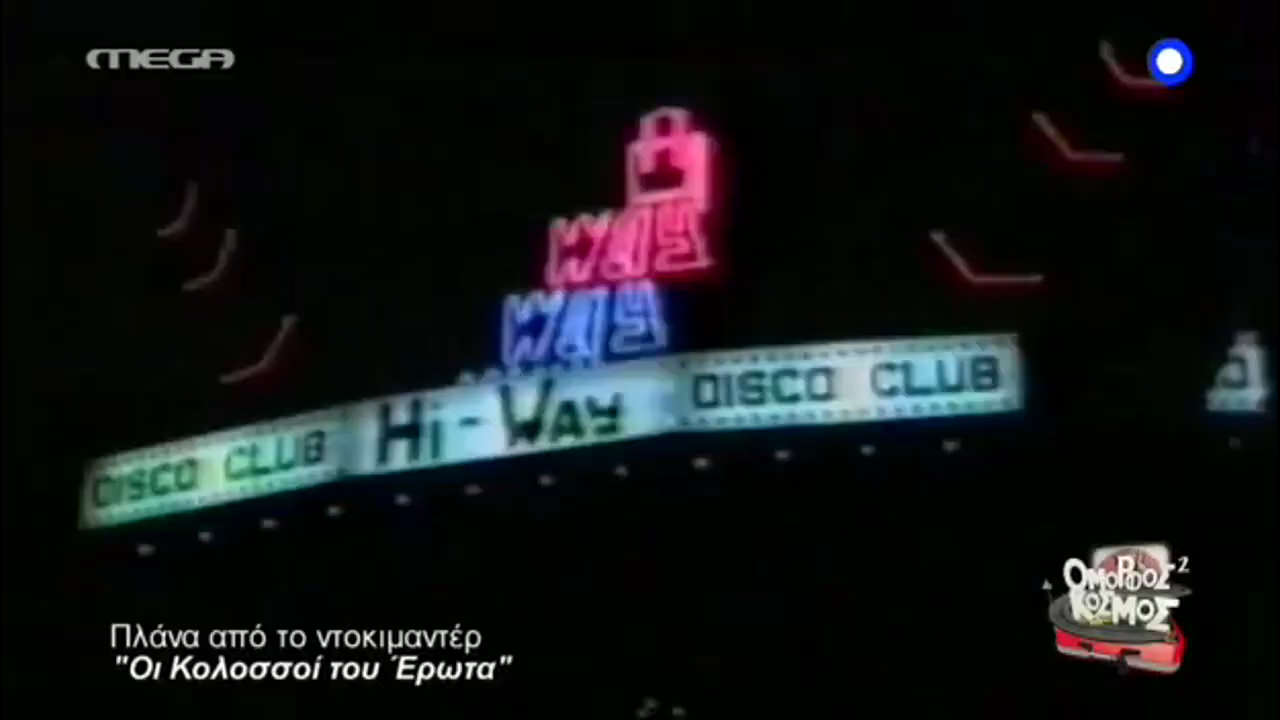 MEGA
WAY
WAY
DISCO CLUB Hi-WAY DISCO CLUB
ΟΜΟΡΦΟΣ
ΚΟΣΜΟΣ 2
Πλάνα από το ντοκιμαντέρ
"Οι Κολοσσοί του Έρωτα"